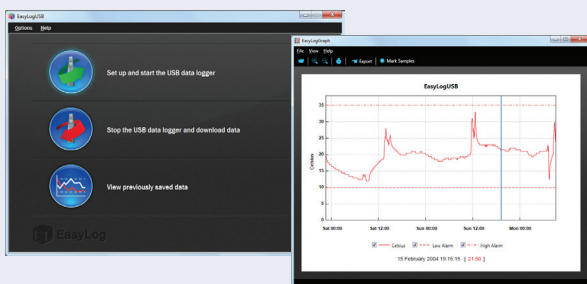 EasyLogUSB
Options Help
Set up and start the USB data logger
Stop the USB data logger and download data
View previously saved data
EasyLog
EasyLogGraph
File View Help
Export Mark Samples
EasyLogUSB
Celsius
35
30
25
20
15
10
5
0
Sat 00:00 Sat 12:00 Sun 00:00 Sun 12:00 Mon 00:00
Celsius Low Alarm High Alarm
15 February 2004 19:15:15 [ 21.50 ]